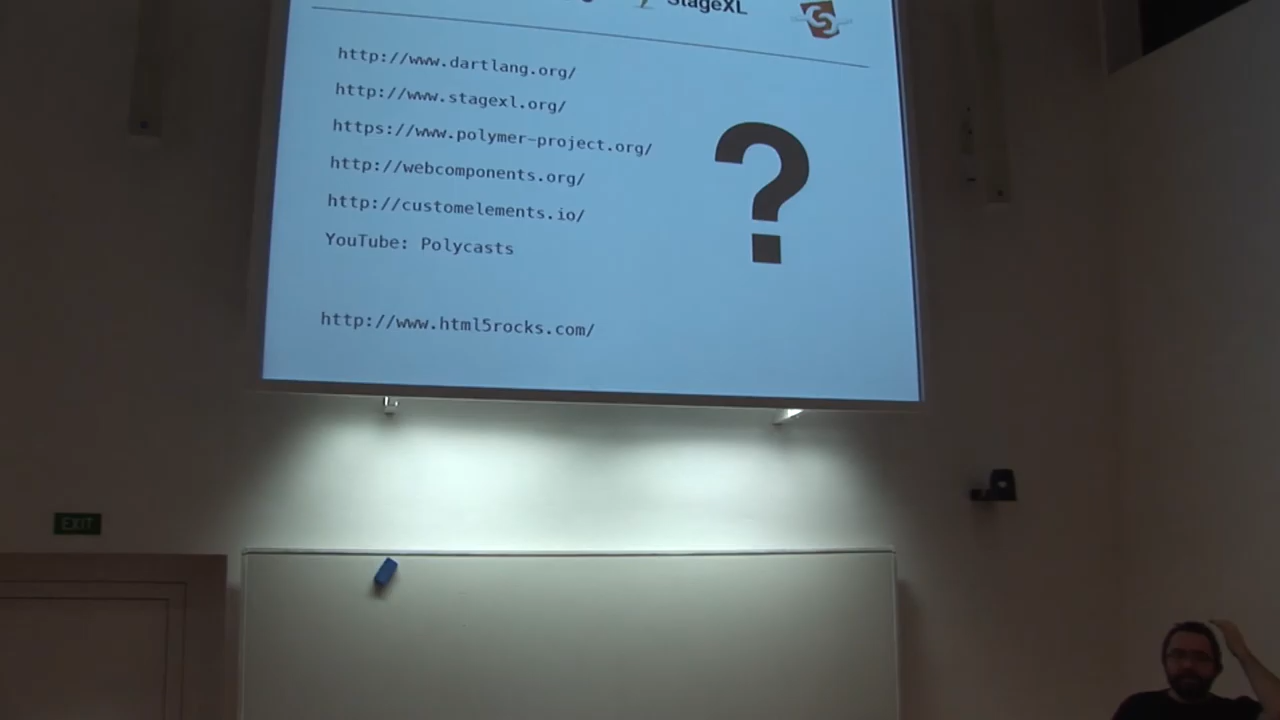 StageXL
http://www.dartlang.org/
http://www.stagexl.org/
https://www.polymer-project.org/
http://webcomponents.org/
http://customelements.io/
YouTube: Polycasts
?
http://www.html5rocks.com/
EXIT